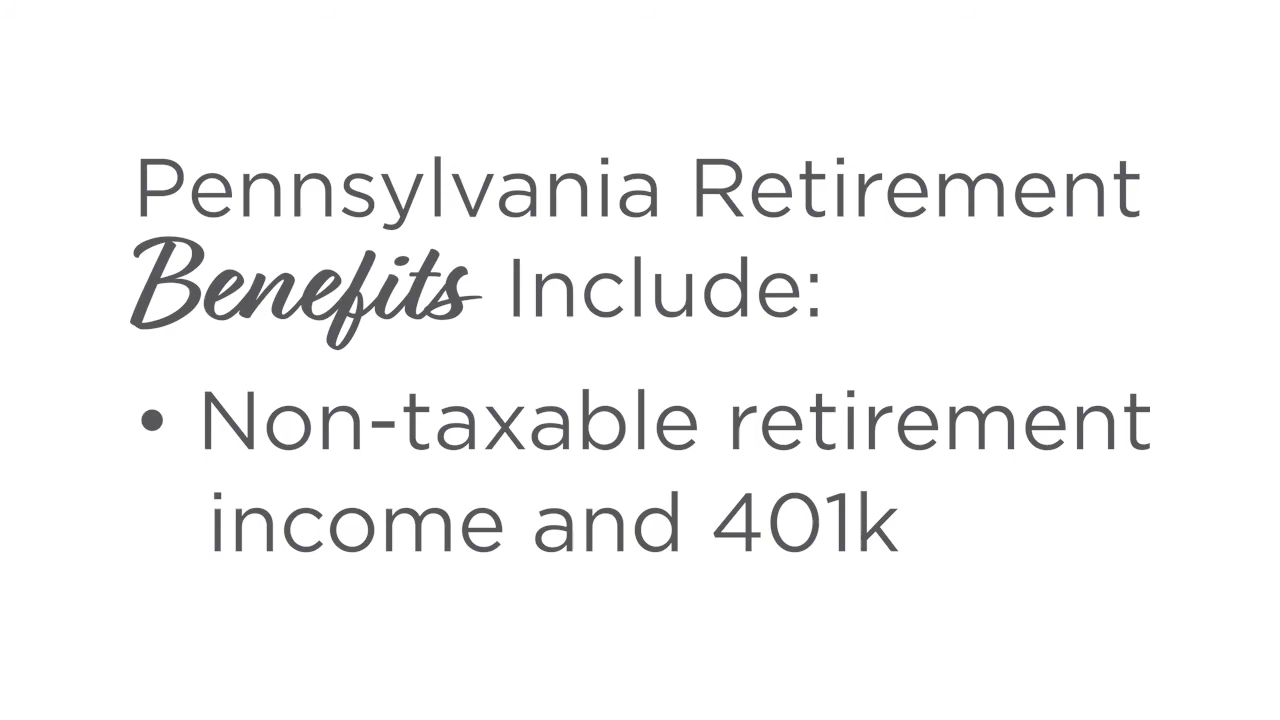 Pennsylvania Retirement
Benefits Include:
• Non-taxable retirement
income and 401k